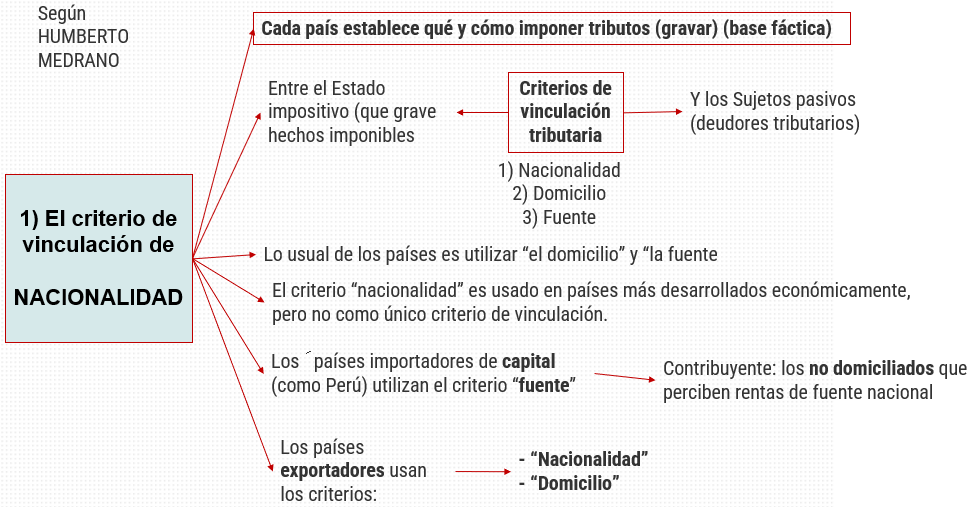 Según
HUMBERTO
MEDRANO
Cada país establece qué y cómo imponer tributos (gravar) (base fáctica)
Entre el Estado
impositivo (que grave
hechos imponibles
Criterios de
vinculación
tributaria
Y los Sujetos pasivos
(deudores tributarios)
1) Nacionalidad
2) Domicilio
3) Fuente
1) El criterio de
vinculación de
NACIONALIDAD
Lo usual de los países es utilizar “el domicilio” y “la fuente
El criterio “nacionalidad” es usado en países más desarrollados económicamente,
pero no como único criterio de vinculación.
Los ´países importadores de capital
(como Perú) utilizan el criterio “fuente”
Contribuyente: los no domiciliados que
perciben rentas de fuente nacional
Los países
exportadores usan
los criterios:
- “Nacionalidad”
- “Domicilio”